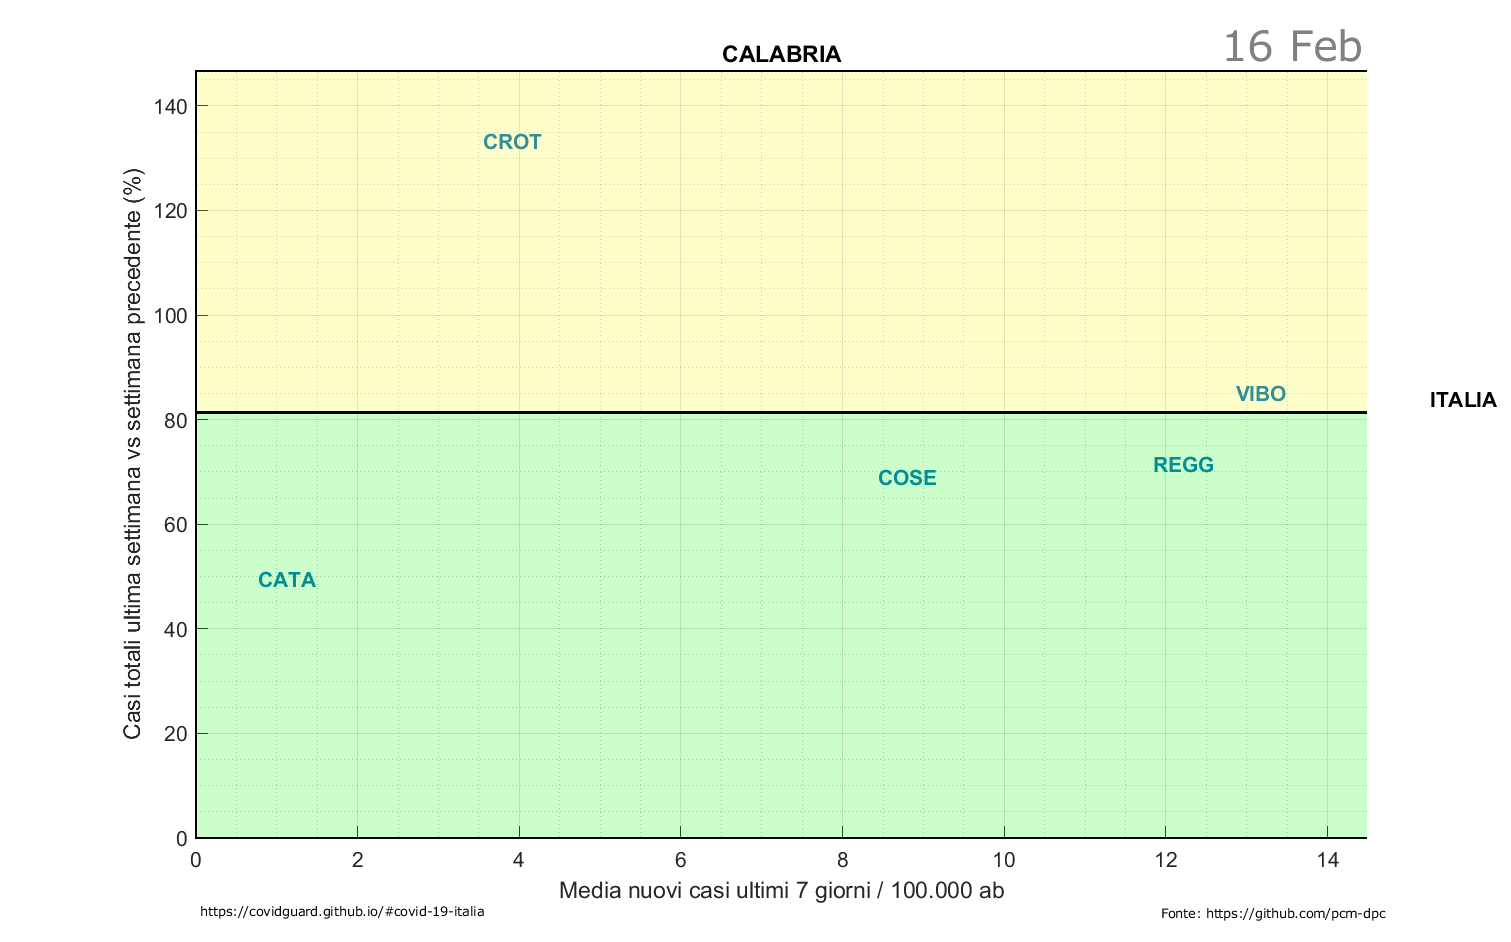 CALABRIA
16 Feb
140
120
100
80
60
40
20
0
Casi totali ultima settimana vs settimana precedente (%)
CROT
VIBO
ITALIA
REGG
COSE
CATA
0 2 4 6 8 10 12 14
Media nuovi casi ultimi 7 giorni / 100.000 ab
https://covidguard.github.io/#covid-19-italia
Fonte: https://github.com/pcm-dpc